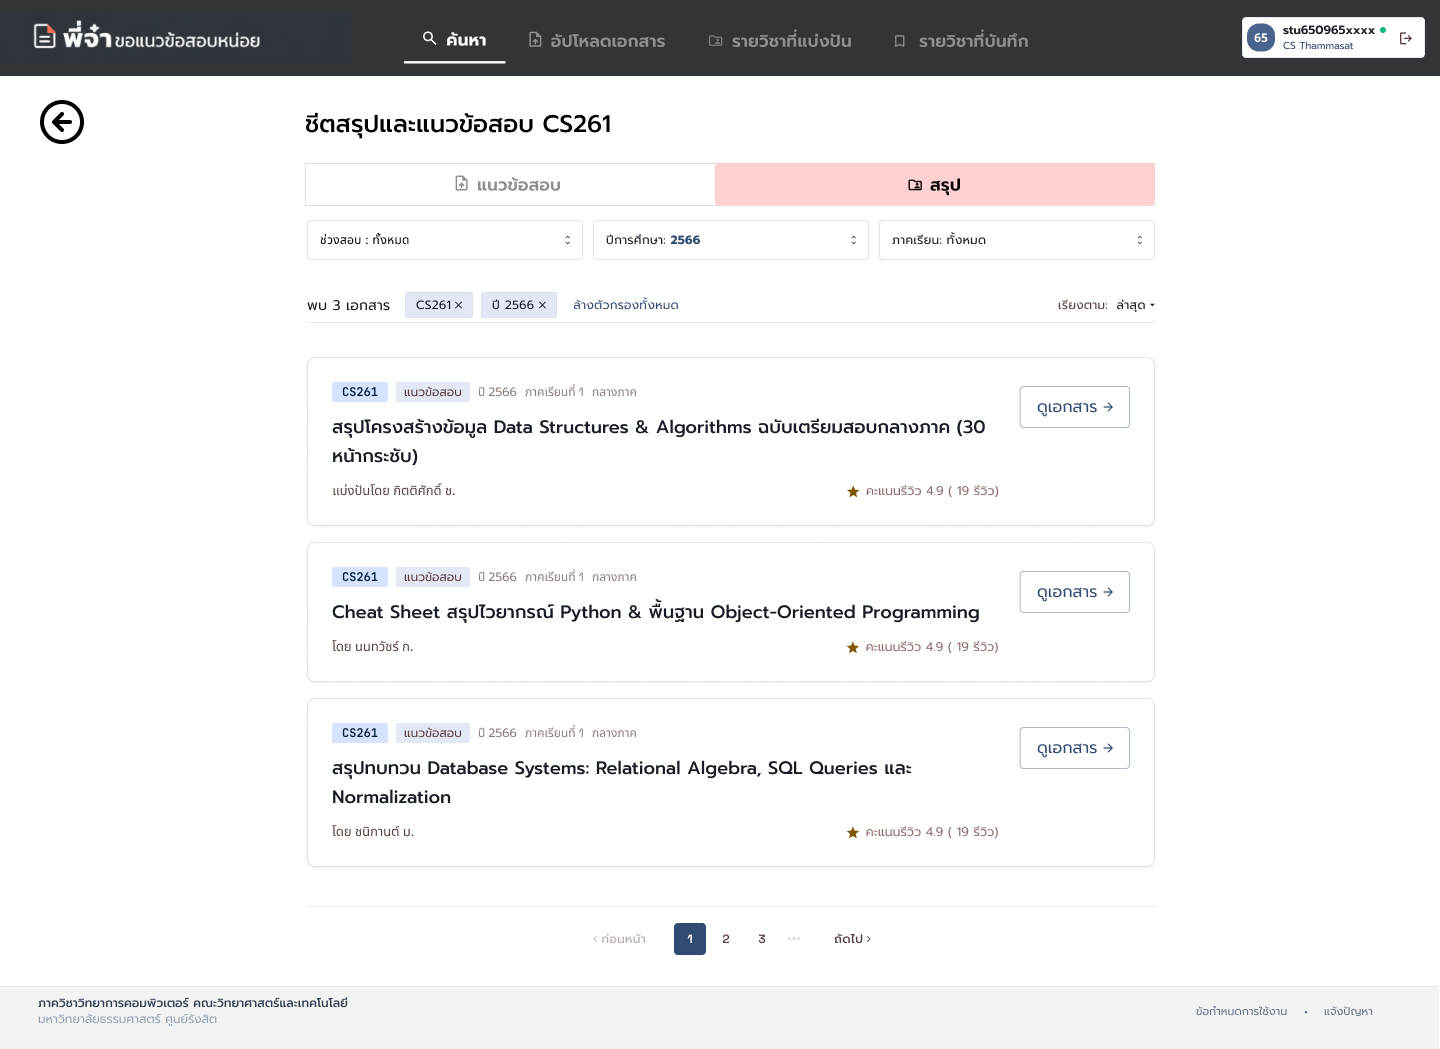 พี่จ๋า ขอแนวข้อสอบหน่อย
ค้นหา
อัปโหลดเอกสาร
รายวิชาที่แบ่งปัน
รายวิชาที่บันทึก
65
stu650965xxxx
CS Thammasat
ชีตสรุปและแนวข้อสอบ CS261
แนวข้อสอบ
สรุป
ช่วงสอบ : ทั้งหมด
ปีการศึกษา: 2566
ภาคเรียน: ทั้งหมด
พบ 3 เอกสาร
CS261 ×
ปี 2566 ×
ล้างตัวกรองทั้งหมด
เรียงตาม: ล่าสุด
CS261 แนวข้อสอบ ปี 2566 ภาคเรียนที่ 1 กลางภาค
ดูเอกสาร →
สรุปโครงสร้างข้อมูล Data Structures & Algorithms ฉบับเตรียมสอบกลางภาค (30
หน้ากระชับ)
แบ่งปันโดย กิตติศักดิ์ ช.
★ คะแนนรีวิว 4.9 ( 19 รีวิว)
CS261 แนวข้อสอบ ปี 2566 ภาคเรียนที่ 1 กลางภาค
ดูเอกสาร →
Cheat Sheet สรุปไวยากรณ์ Python & พื้นฐาน Object-Oriented Programming
โดย นนทวัชร์ ก.
★ คะแนนรีวิว 4.9 ( 19 รีวิว)
CS261 แนวข้อสอบ ปี 2566 ภาคเรียนที่ 1 กลางภาค
ดูเอกสาร →
สรุปทบทวน Database Systems: Relational Algebra, SQL Queries และ
Normalization
โดย ชนิกานต์ ม.
★ คะแนนรีวิว 4.9 ( 19 รีวิว)
‹ ก่อนหน้า 1 2 3 ··· ถัดไป ›
ภาควิชาวิทยาการคอมพิวเตอร์ คณะวิทยาศาสตร์และเทคโนโลยี
มหาวิทยาลัยธรรมศาสตร์ ศูนย์รังสิต
ข้อกำหนดการใช้งาน • แจ้งปัญหา